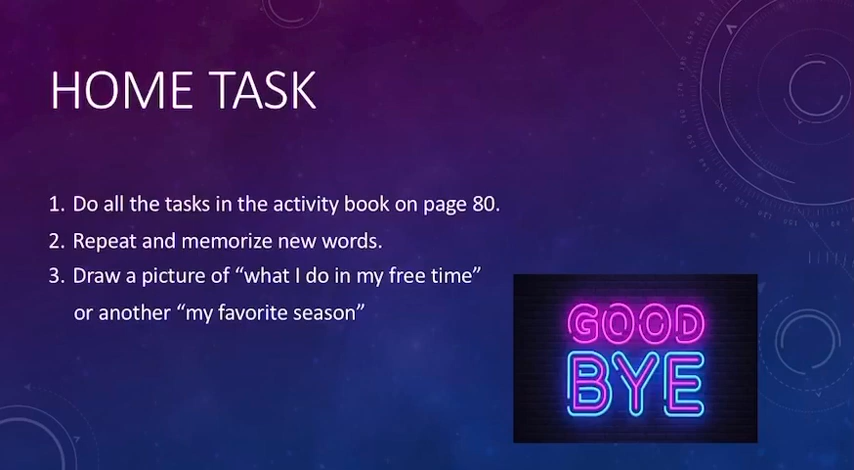 HOME TASK
1. Do all the tasks in the activity book on page 80.
2. Repeat and memorize new words.
3. Draw a picture of “what I do in my free time”
or another “my favorite season”
GOOD
BYE